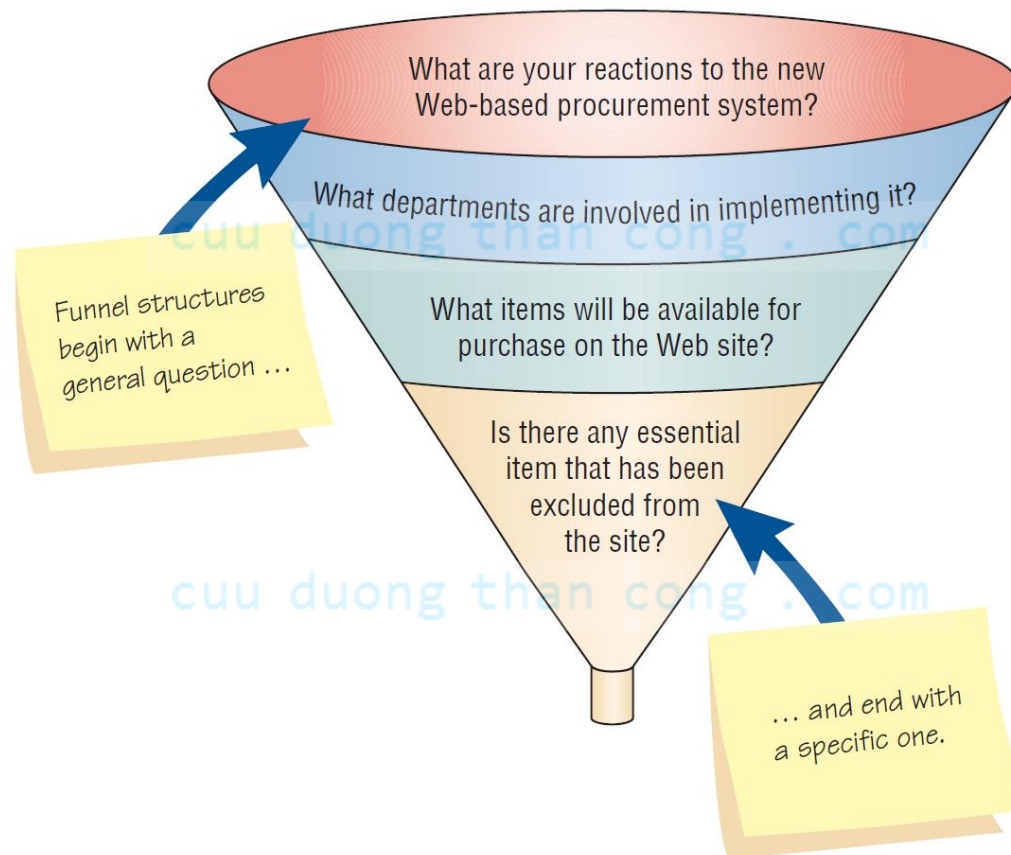 What are your reactions to the new
Web-based procurement system?
What departments are involved in implementing it?
cuu duong than cong . com
Funnel structures
begin with a
general question ...
What items will be available for
purchase on the Web site?
Is there any essential
item that has been
excluded from
the site?
cuu duong than cong . com
... and end with
a specific one.